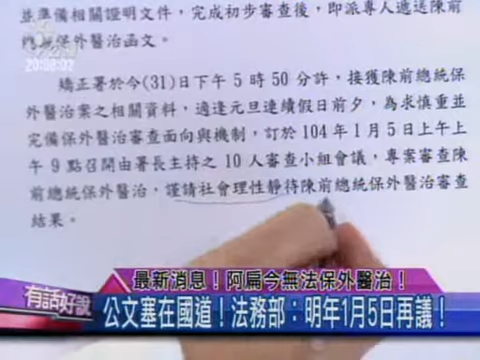 並準備相關證明文件，完成初步審查後，即派專人遞送陳前
總統保外醫治函文。
20:58:02
矯正署於今(31)日下午5時50分許，接獲陳前總統保
外醫治案之相關資料，適逢元旦連續假日前夕，為求慎重並
完備保外醫治審查面向與機制，訂於104年1月5日上午上
午9點召開由署長主持之10人審查小組會議，專案審查陳
前總統保外醫治，謹請社會理性靜待陳前總統保外醫治審查
結果。
最新消息！阿扁今無法保外醫治！
有話好說
公文塞在國道！法務部：明年1月5日再議！